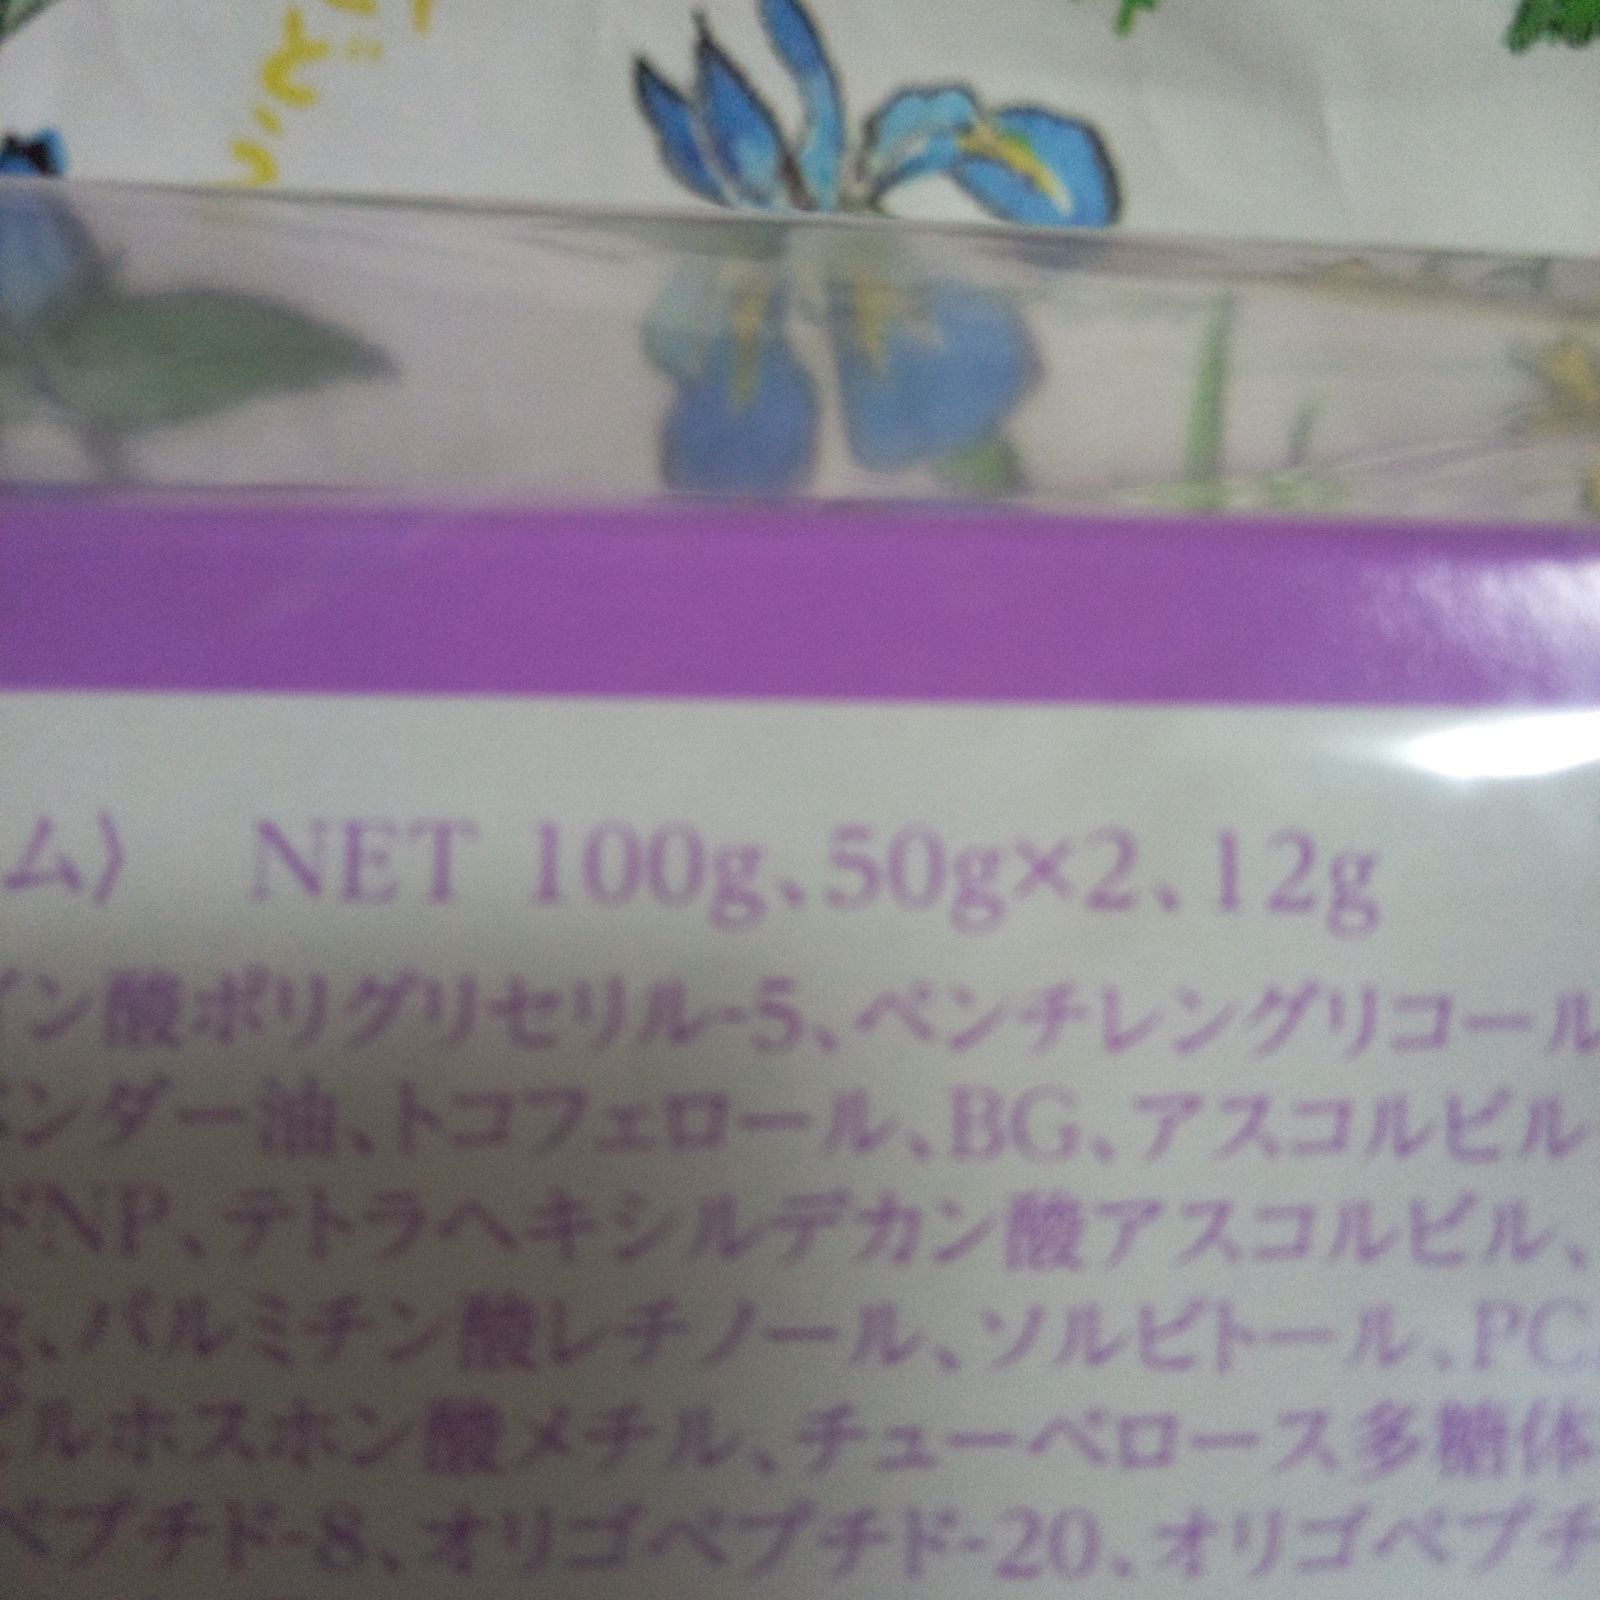 ど
ム〉 NET 100g、50g×2、12g
イン酸ポリグリセリル-5、ペンチレングリコール
ベンダー油、トコフェロール、BG、アスコルビル
NP、テトラヘキシルデカン酸アスコルビル、
、パルミチン酸レチノール、ソルビトール、PC
ルホスホン酸メチル、チューベロース多糖体
ペプチド-8、オリゴペプチド-20、オリゴペプチ